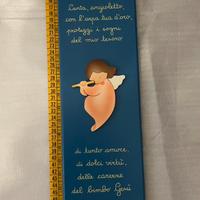 Canta, angioletto,
con l'arpa tua d'oro,
proteggi i sogni
del mio tesoro
di tanto amore,
di dolci virtù,
delle carezze
del bimbo Gesù